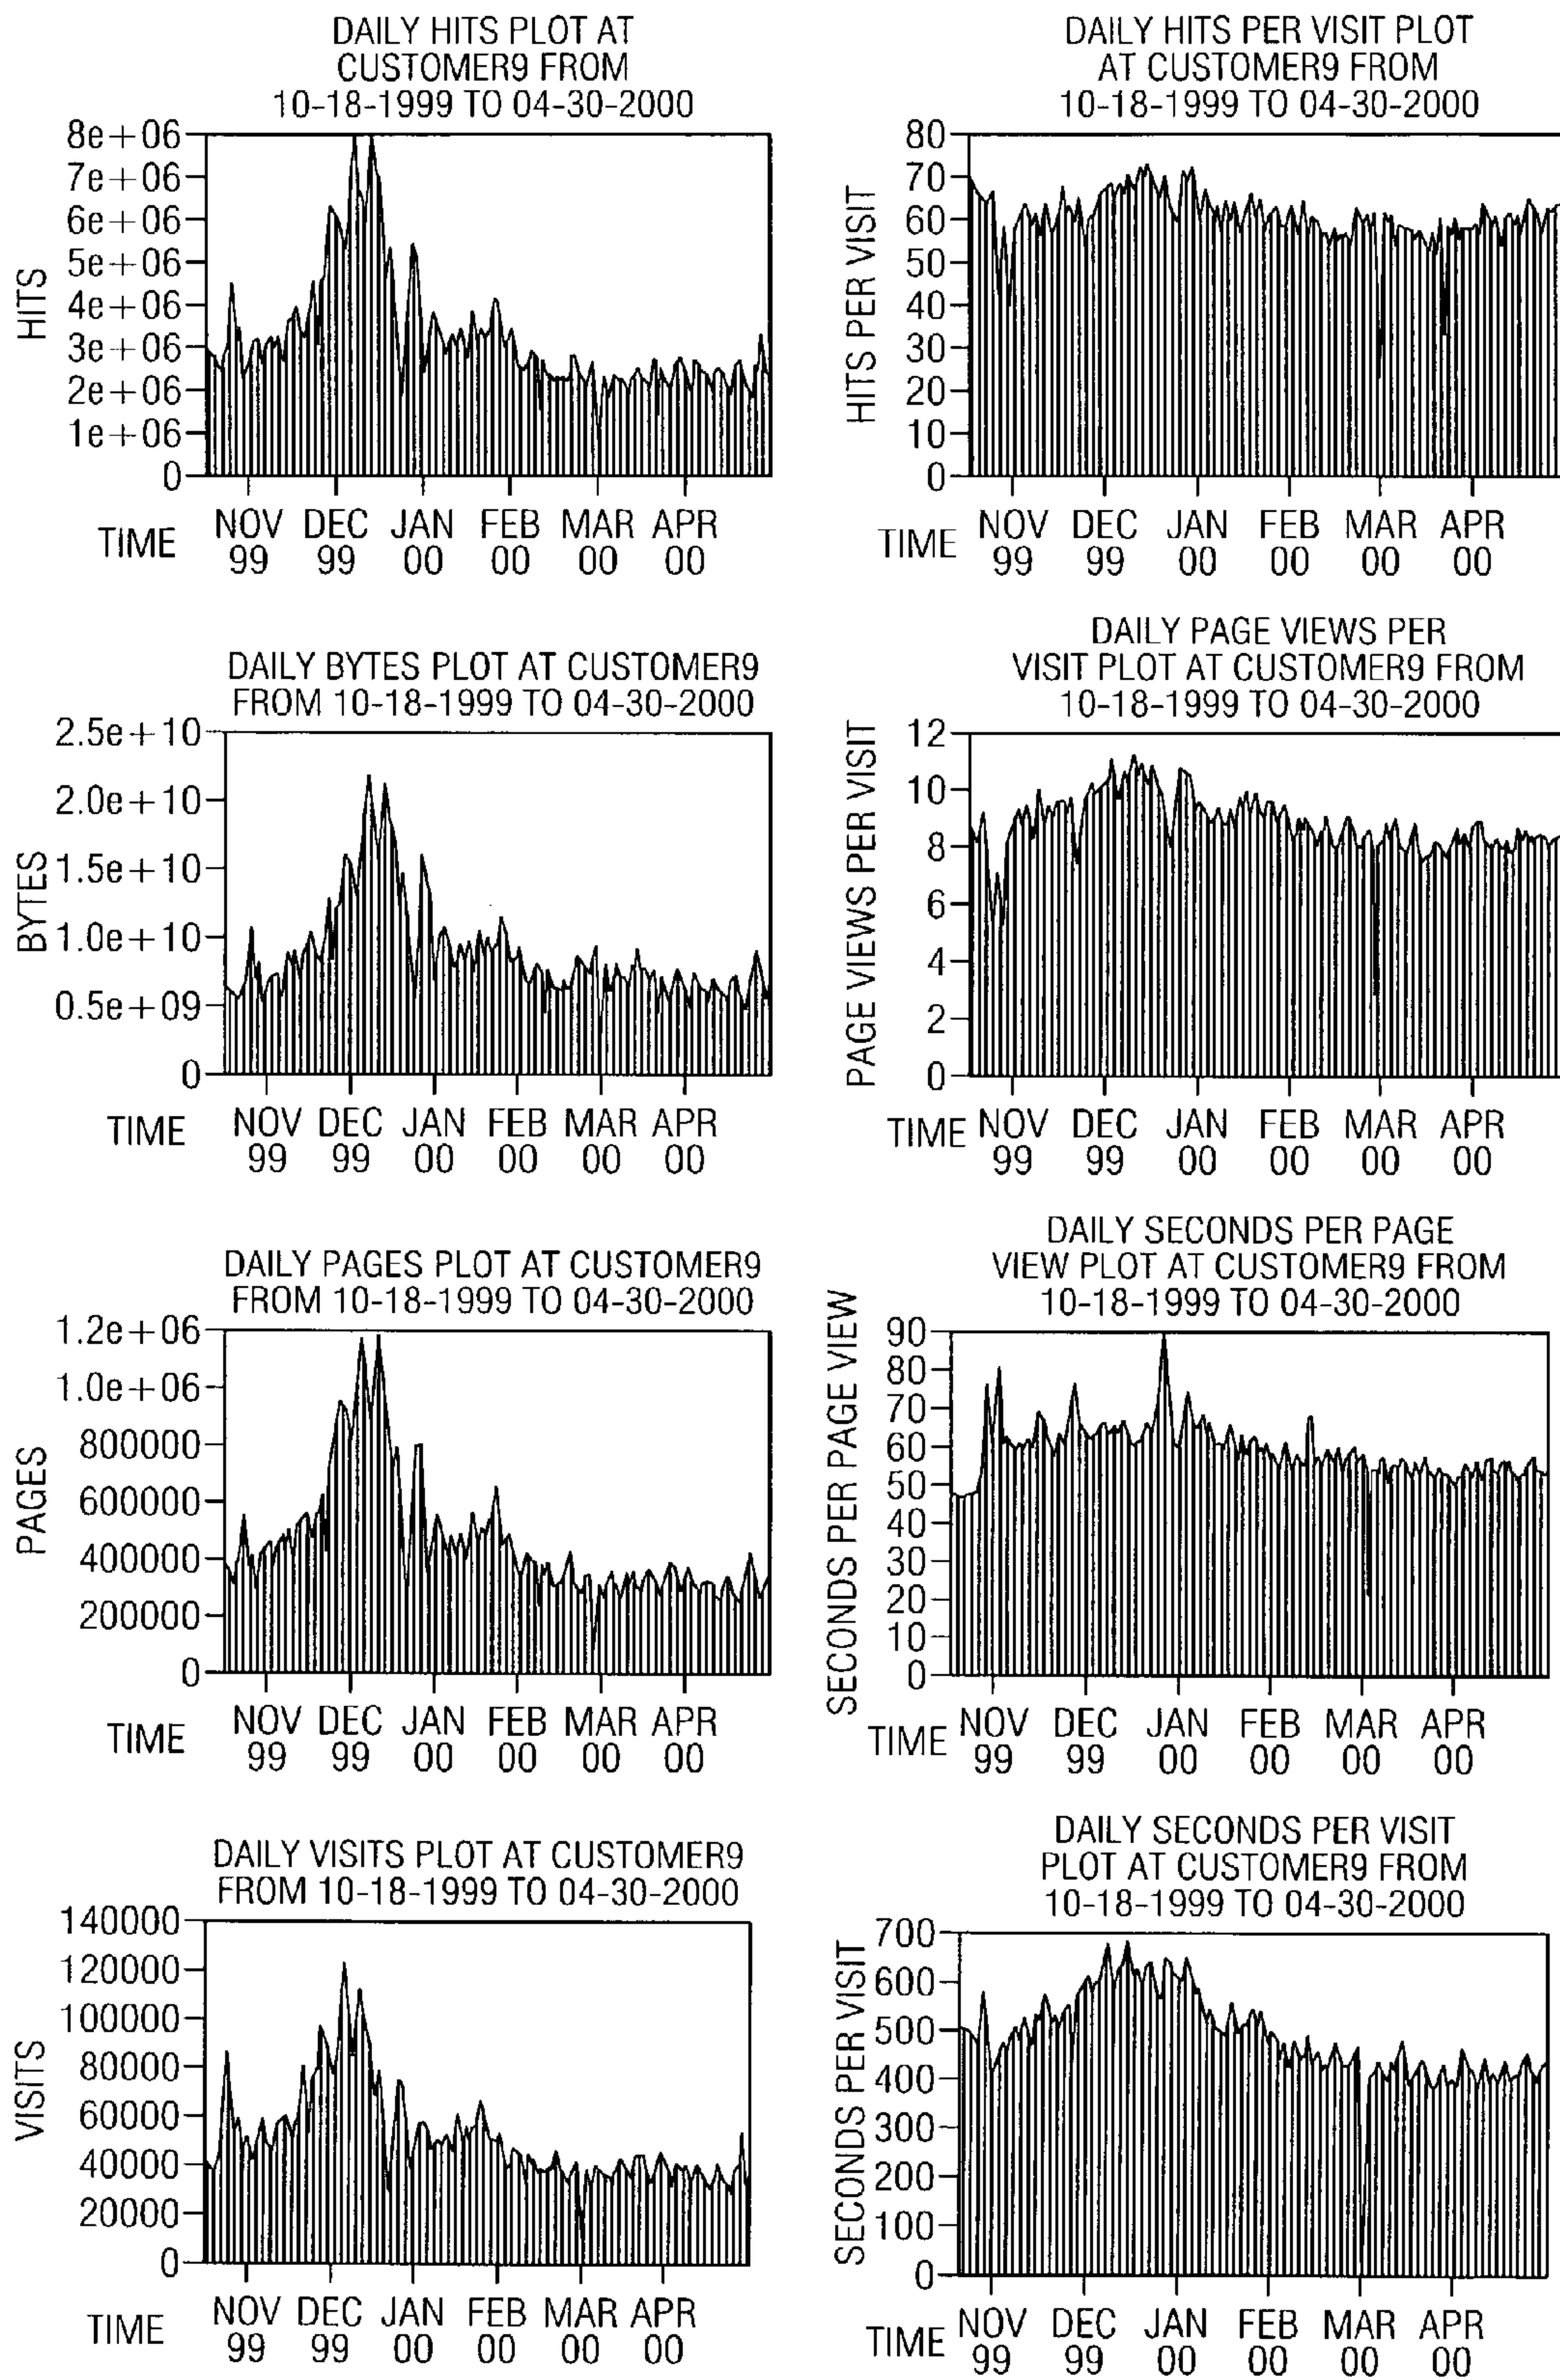 DAILY HITS PLOT AT
CUSTOMER9 FROM
10-18-1999 TO 04-30-2000
HITS
8e+06
7e+06
6e+06
5e+06
4e+06
3e+06
2e+06
1e+06
0
TIME
NOV DEC JAN FEB MAR APR
99 99 00 00 00 00
DAILY HITS PER VISIT PLOT
AT CUSTOMER9 FROM
10-18-1999 TO 04-30-2000
HITS PER VISIT
80
70
60
50
40
30
20
10
0
TIME
NOV DEC JAN FEB MAR APR
99 99 00 00 00 00
DAILY BYTES PLOT AT CUSTOMER9
FROM 10-18-1999 TO 04-30-2000
BYTES
2.5e+10
2.0e+10
1.5e+10
1.0e+10
0.5e+09
0
TIME
NOV DEC JAN FEB MAR APR
99 99 00 00 00 00
DAILY PAGE VIEWS PER
VISIT PLOT AT CUSTOMER9 FROM
10-18-1999 TO 04-30-2000
PAGE VIEWS PER VISIT
12
10
8
6
4
2
0
TIME
NOV DEC JAN FEB MAR APR
99 99 00 00 00 00
DAILY PAGES PLOT AT CUSTOMER9
FROM 10-18-1999 TO 04-30-2000
PAGES
1.2e+06
1.0e+06
800000
600000
400000
200000
0
TIME
NOV DEC JAN FEB MAR APR
99 99 00 00 00 00
DAILY SECONDS PER PAGE
VIEW PLOT AT CUSTOMER9 FROM
10-18-1999 TO 04-30-2000
SECONDS PER PAGE VIEW
90
80
70
60
50
40
30
20
10
0
TIME
NOV DEC JAN FEB MAR APR
99 99 00 00 00 00
DAILY VISITS PLOT AT CUSTOMER9
FROM 10-18-1999 TO 04-30-2000
VISITS
140000
120000
100000
80000
60000
40000
20000
0
TIME
NOV DEC JAN FEB MAR APR
99 99 00 00 00 00
DAILY SECONDS PER VISIT
PLOT AT CUSTOMER9 FROM
10-18-1999 TO 04-30-2000
SECONDS PER VISIT
700
600
500
400
300
200
100
0
TIME
NOV DEC JAN FEB MAR APR
99 99 00 00 00 00